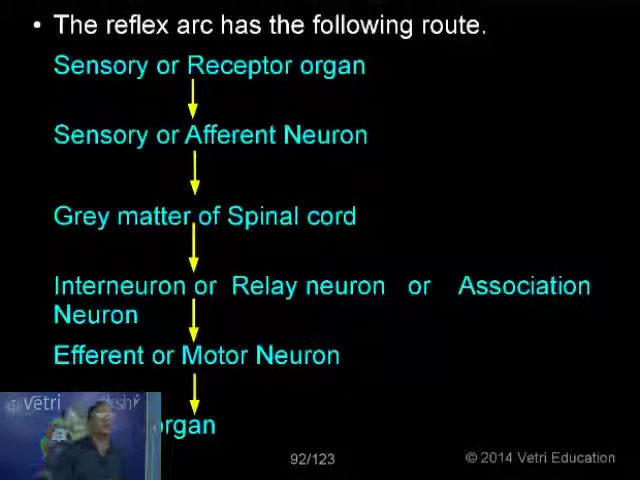 • The reflex arc has the following route.
Sensory or Receptor organ
Sensory or Afferent Neuron
Grey matter of Spinal cord
Interneuron or Relay neuron or Association
Neuron
Efferent or Motor Neuron
organ
Vetri
92/123
© 2014 Vetri Education